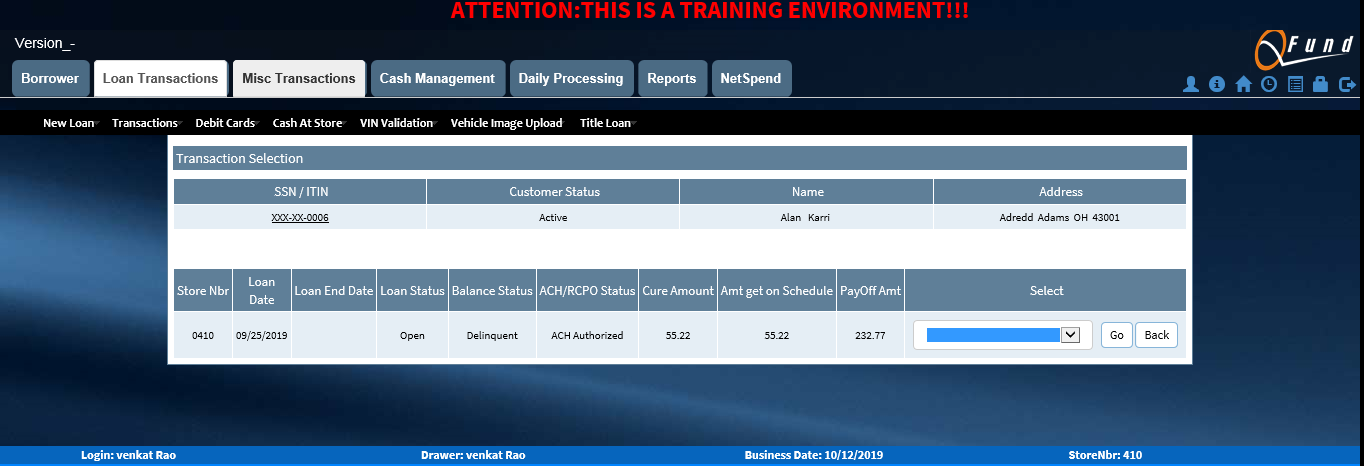 ATTENTION:THIS IS A TRAINING ENVIRONMENT!!!
Version_-
QFund
Borrower Loan Transactions Misc Transactions Cash Management Daily Processing Reports NetSpend
New Loan Transactions Debit Cards Cash At Store VIN Validation Vehicle Image Upload Title Loan
Transaction Selection
SSN / ITIN Customer Status Name Address
XXX-XX-0006 Active Alan Karri Adredd Adams OH 43001
Store Nbr Loan Date Loan End Date Loan Status Balance Status ACH/RCPO Status Cure Amount Amt get on Schedule PayOff Amt Select
0410 09/25/2019 Open Delinquent ACH Authorized 55.22 55.22 232.77 Go Back
Login: venkat Rao Drawer: venkat Rao Business Date: 10/12/2019 StoreNbr: 410